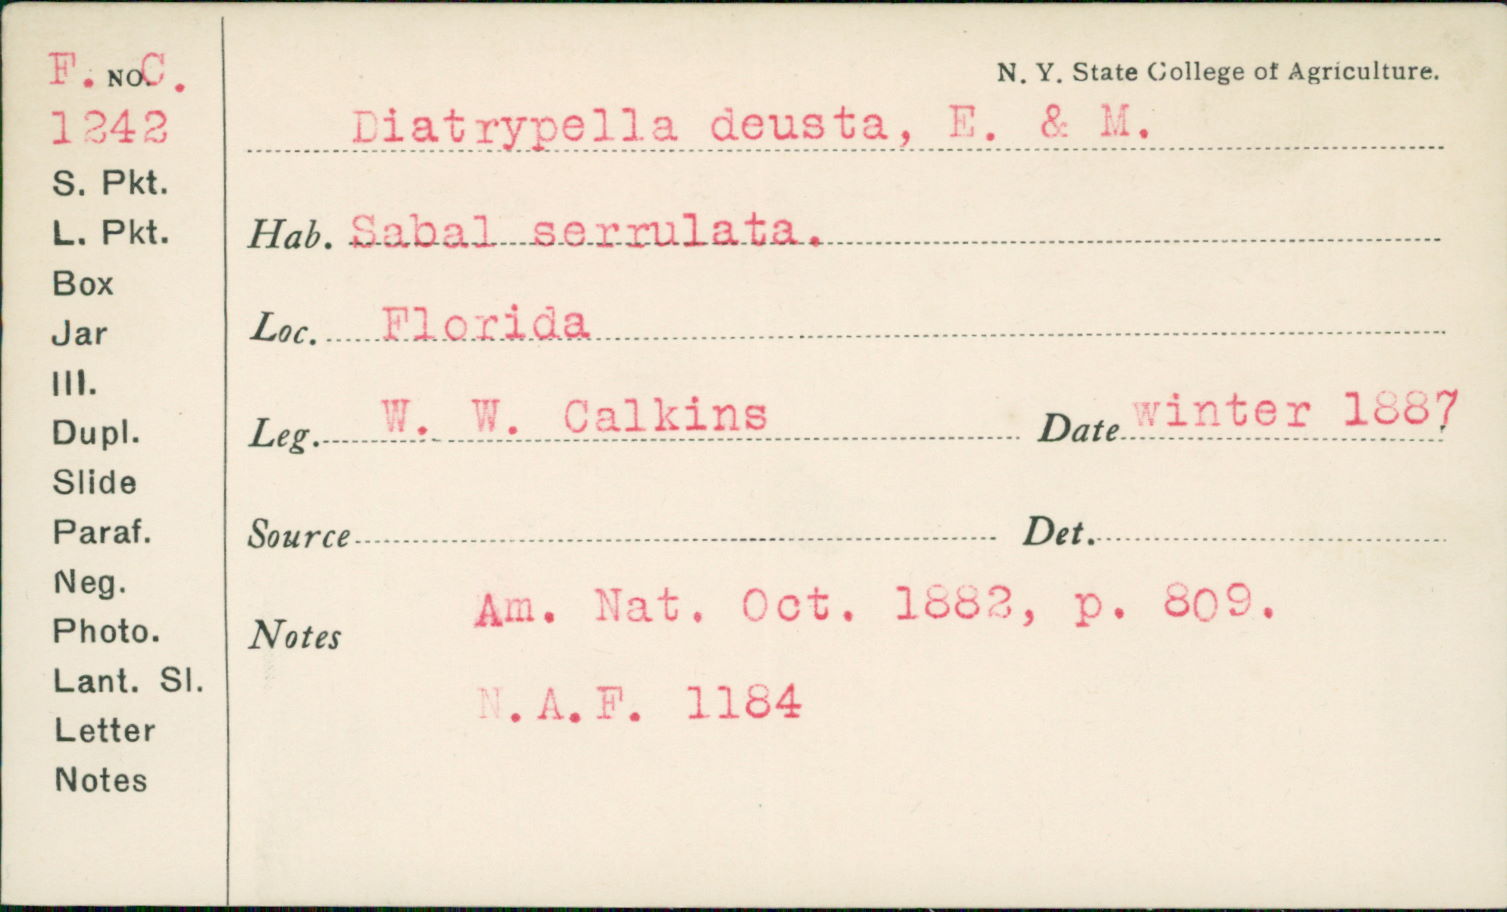 F. NO. C.
1242
S. Pkt.
L. Pkt.
Box
Jar
Ill.
Dupl.
Slide
Paraf.
Neg.
Photo.
Lant. Sl.
Letter
Notes
N. Y. State College of Agriculture.
Diatrypella deusta, E. & M.
Hab. Sabal serrulata.
Loc. Florida
Leg. W. W. Calkins Date winter 1887
Source Det.
Notes Am. Nat. Oct. 1882, p. 809.
N.A.F. 1184